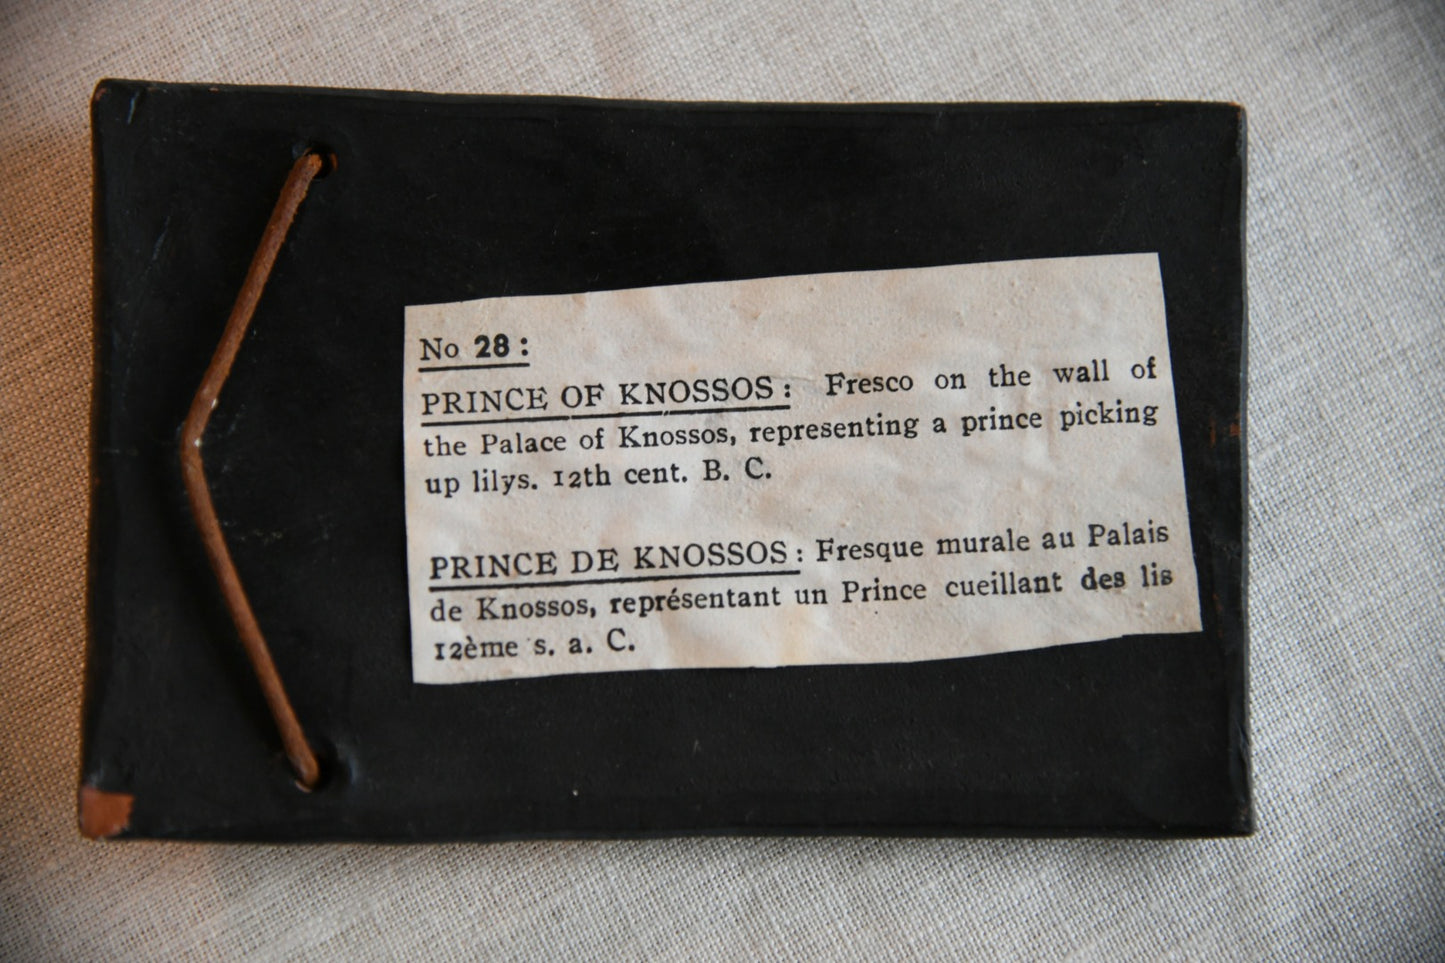 No 28 :
PRINCE OF KNOSSOS : Fresco on the wall of
the Palace of Knossos, representing a prince picking
up lilys. 12th cent. B. C.
PRINCE DE KNOSSOS : Fresque murale au Palais
de Knossos, représentant un Prince cueillant des lis
12ème s. a. C.